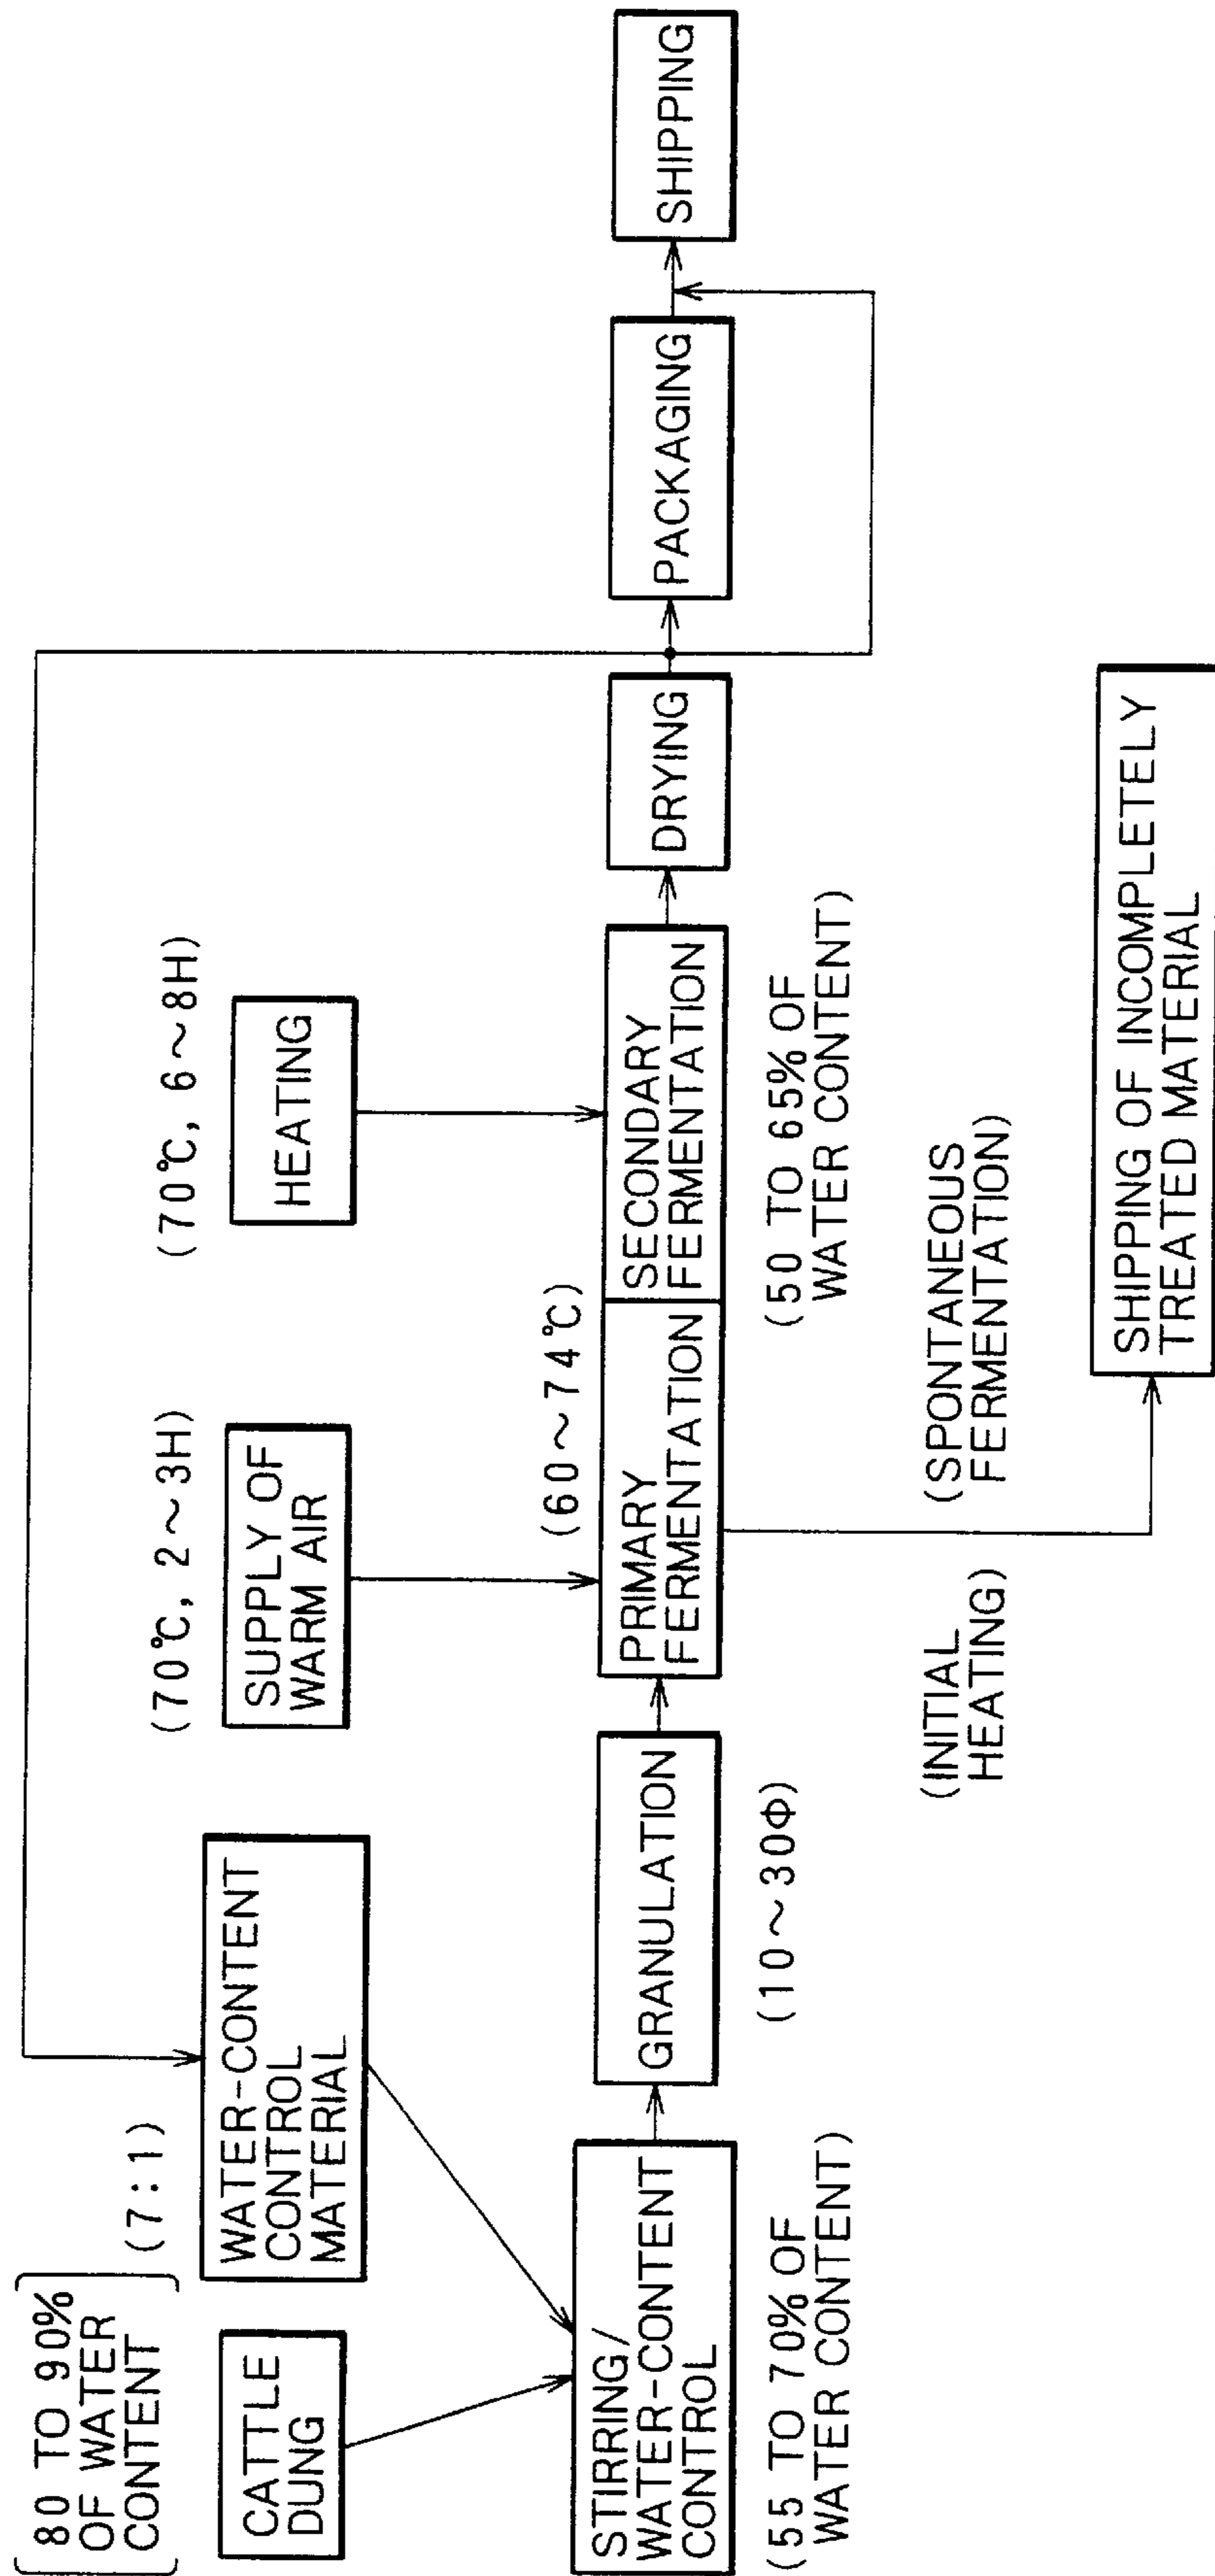 [80 TO 90%
OF WATER
CONTENT]
(7:1)
CATTLE
DUNG
WATER-CONTENT
CONTROL
MATERIAL
(70℃, 2~3H)
SUPPLY OF
WARM AIR
(70℃, 6~8H)
HEATING
STIRRING/
WATER-CONTENT
CONTROL
(55 TO 70% OF
WATER CONTENT)
GRANULATION
(10~30Φ)
(60~74℃)
PRIMARY
FERMENTATION
SECONDARY
FERMENTATION
(50 TO 65% OF
WATER CONTENT)
DRYING
PACKAGING
SHIPPING
(INITIAL
HEATING)
(SPONTANEOUS
FERMENTATION)
SHIPPING OF INCOMPLETELY
TREATED MATERIAL